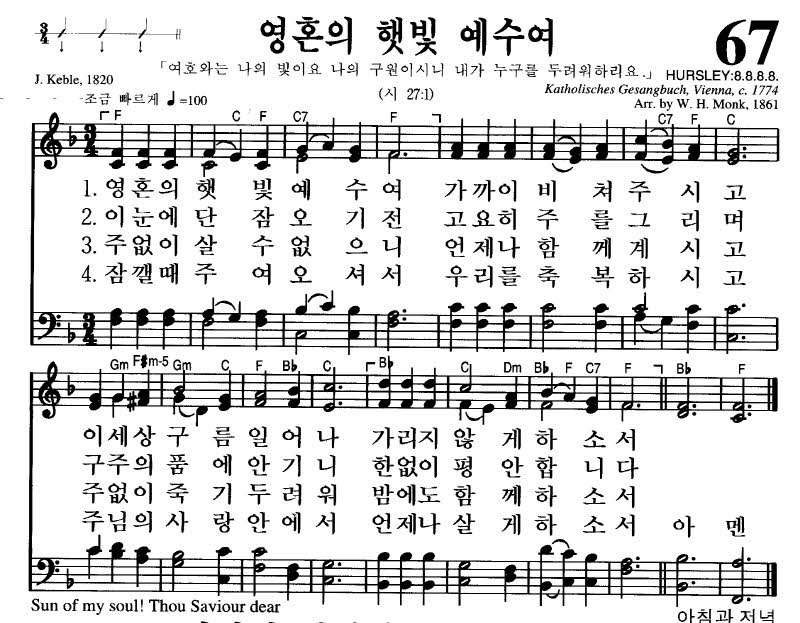 3/4
영혼의 햇빛 예수여
67
「여호와는 나의 빛이요 나의 구원이시니 내가 누구를 두려워하리요.」 HURSLEY:8.8.8.8.
J. Keble, 1820
(시 27:1)
Katholisches Gesangbuch, Vienna, c. 1774
조금 빠르게 ♩=100
Arr. by W. H. Monk, 1861
F C C7 F C7 F C
1. 영혼의 햇 빛 예 수 여 가까이 비 쳐 주 시 고
2. 이눈에 단 잠 오 기 전 고요히 주 를 그 리 며
3. 주없이 살 수 없 으 니 언제나 함 께 계 시 고
4. 잠깰때 주 여 오 셔 서 우리를 축 복 하 시 고
Gm F#m-5 Gm C F B♭ C B♭ C Dm B♭ F C7 F B♭ F
이세상 구 름 일 어 나 가리지 않 게 하 소 서
구주의 품 에 안 기 니 한없이 평 안 합 니 다
주없이 죽 기 두 려 워 밤에도 함 께 하 소 서
주님의 사 랑 안 에 서 언제나 살 게 하 소 서 아 멘
Sun of my soul! Thou Saviour dear
아침과 저녁